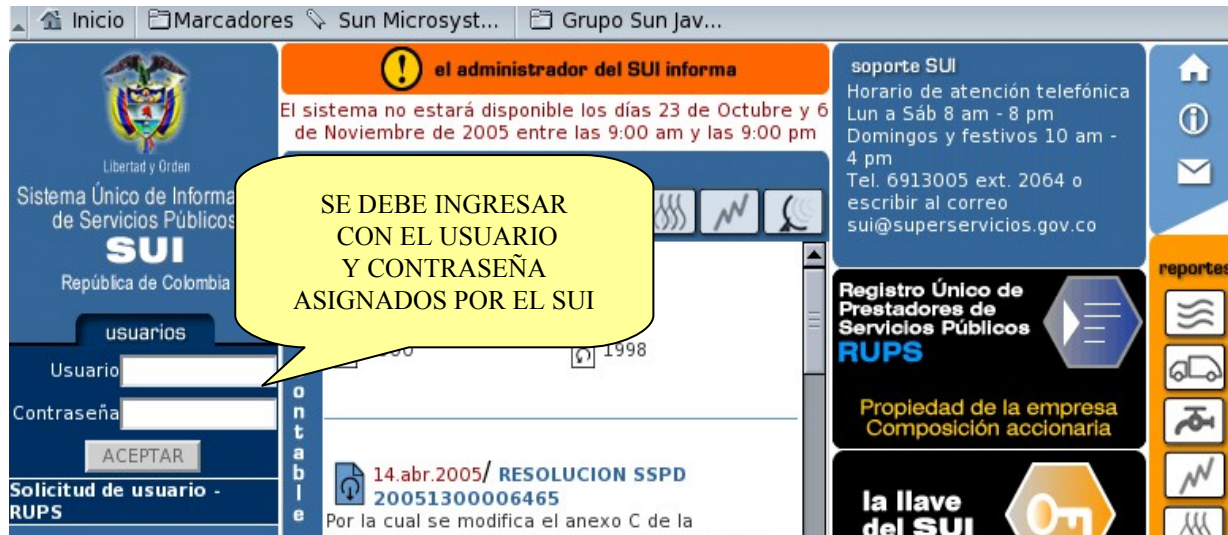 Inicio Marcadores Sun Microsyst... Grupo Sun Jav...
Libertad y Orden
Sistema Único de Informa
de Servicios Públicos
SUI
República de Colombia
usuarios
Usuario
Contraseña
ACEPTAR
Solicitud de usuario -
RUPS
el administrador del SUI informa
El sistema no estará disponible los días 23 de Octubre y 6
de Noviembre de 2005 entre las 9:00 am y las 9:00 pm
SE DEBE INGRESAR
CON EL USUARIO
Y CONTRASEÑA
ASIGNADOS POR EL SUI
1998
ontable
14.abr.2005/ RESOLUCION SSPD
20051300006465
Por la cual se modifica el anexo C de la
soporte SUI
Horario de atención telefónica
Lun a Sáb 8 am - 8 pm
Domingos y festivos 10 am -
4 pm
Tel. 6913005 ext. 2064 o
escribir al correo
sui@superservicios.gov.co
Registro Único de
Prestadores de
Servicios Públicos
RUPS
Propiedad de la empresa
Composición accionaria
la llave
del SUI
reportes